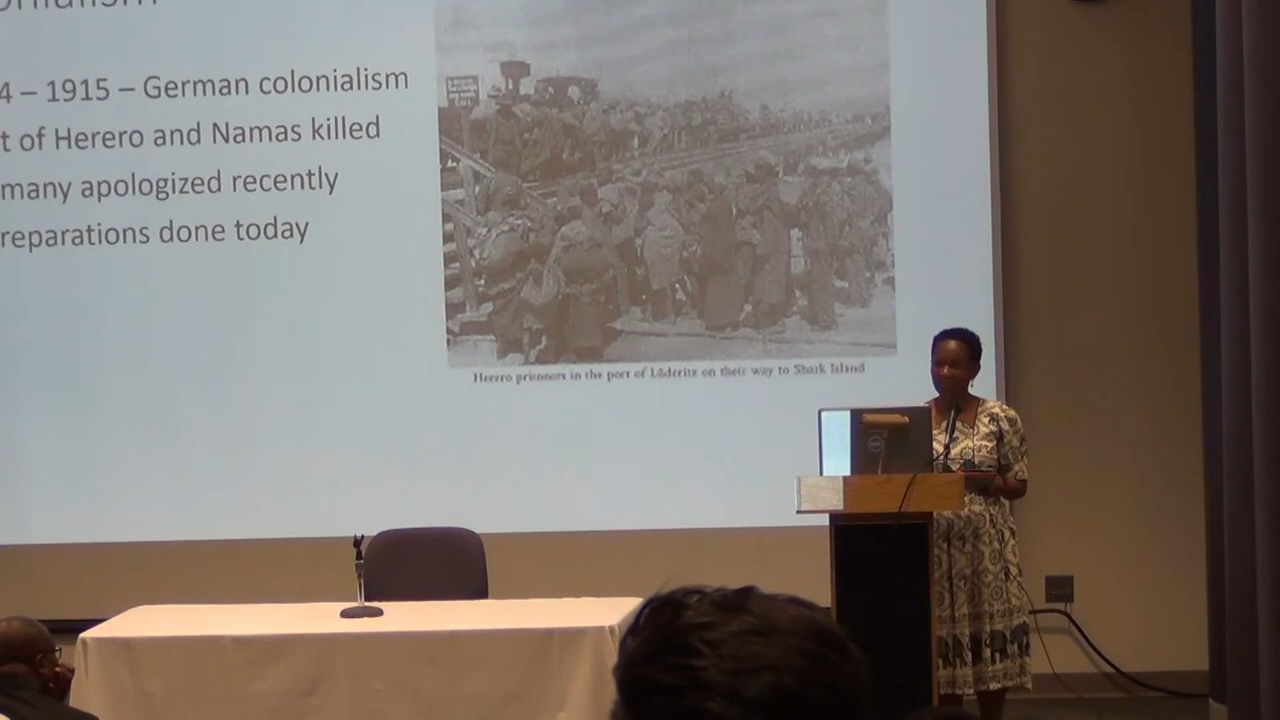 4 – 1915 – German colonialism
t of Herero and Namas killed
many apologized recently
reparations done today
Herero prisoners in the port of Lüderitz on their way to Shark Island